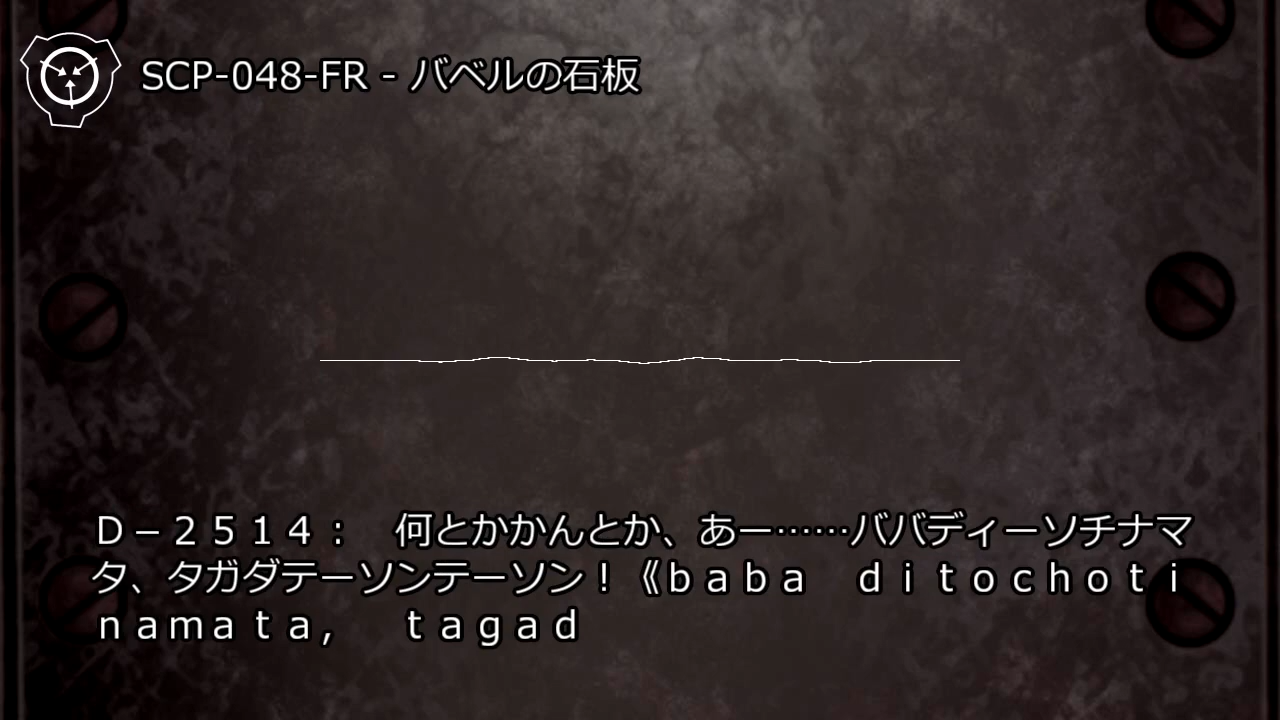 SCP-048-FR - バベルの石板
Ｄ－２５１４：　何とかかんとか、あー……ババディーソチナマ
タ、タガダテーソンテーソン！《ｂａｂａ　ｄｉｔｏｃｈｏｔｉ
ｎａｍａｔａ，　ｔａｇａｄ